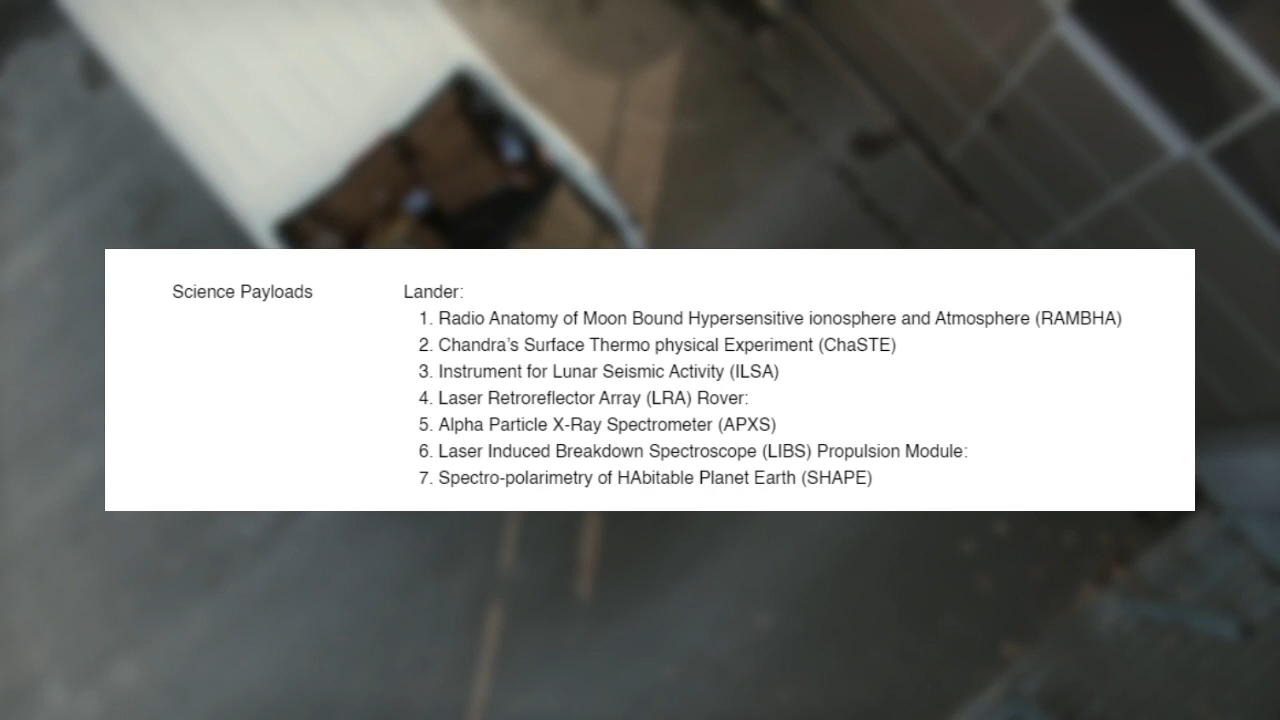 Science Payloads
Lander:
1. Radio Anatomy of Moon Bound Hypersensitive ionosphere and Atmosphere (RAMBHA)
2. Chandra’s Surface Thermo physical Experiment (ChaSTE)
3. Instrument for Lunar Seismic Activity (ILSA)
4. Laser Retroreflector Array (LRA) Rover:
5. Alpha Particle X-Ray Spectrometer (APXS)
6. Laser Induced Breakdown Spectroscope (LIBS) Propulsion Module:
7. Spectro-polarimetry of HAbitable Planet Earth (SHAPE)